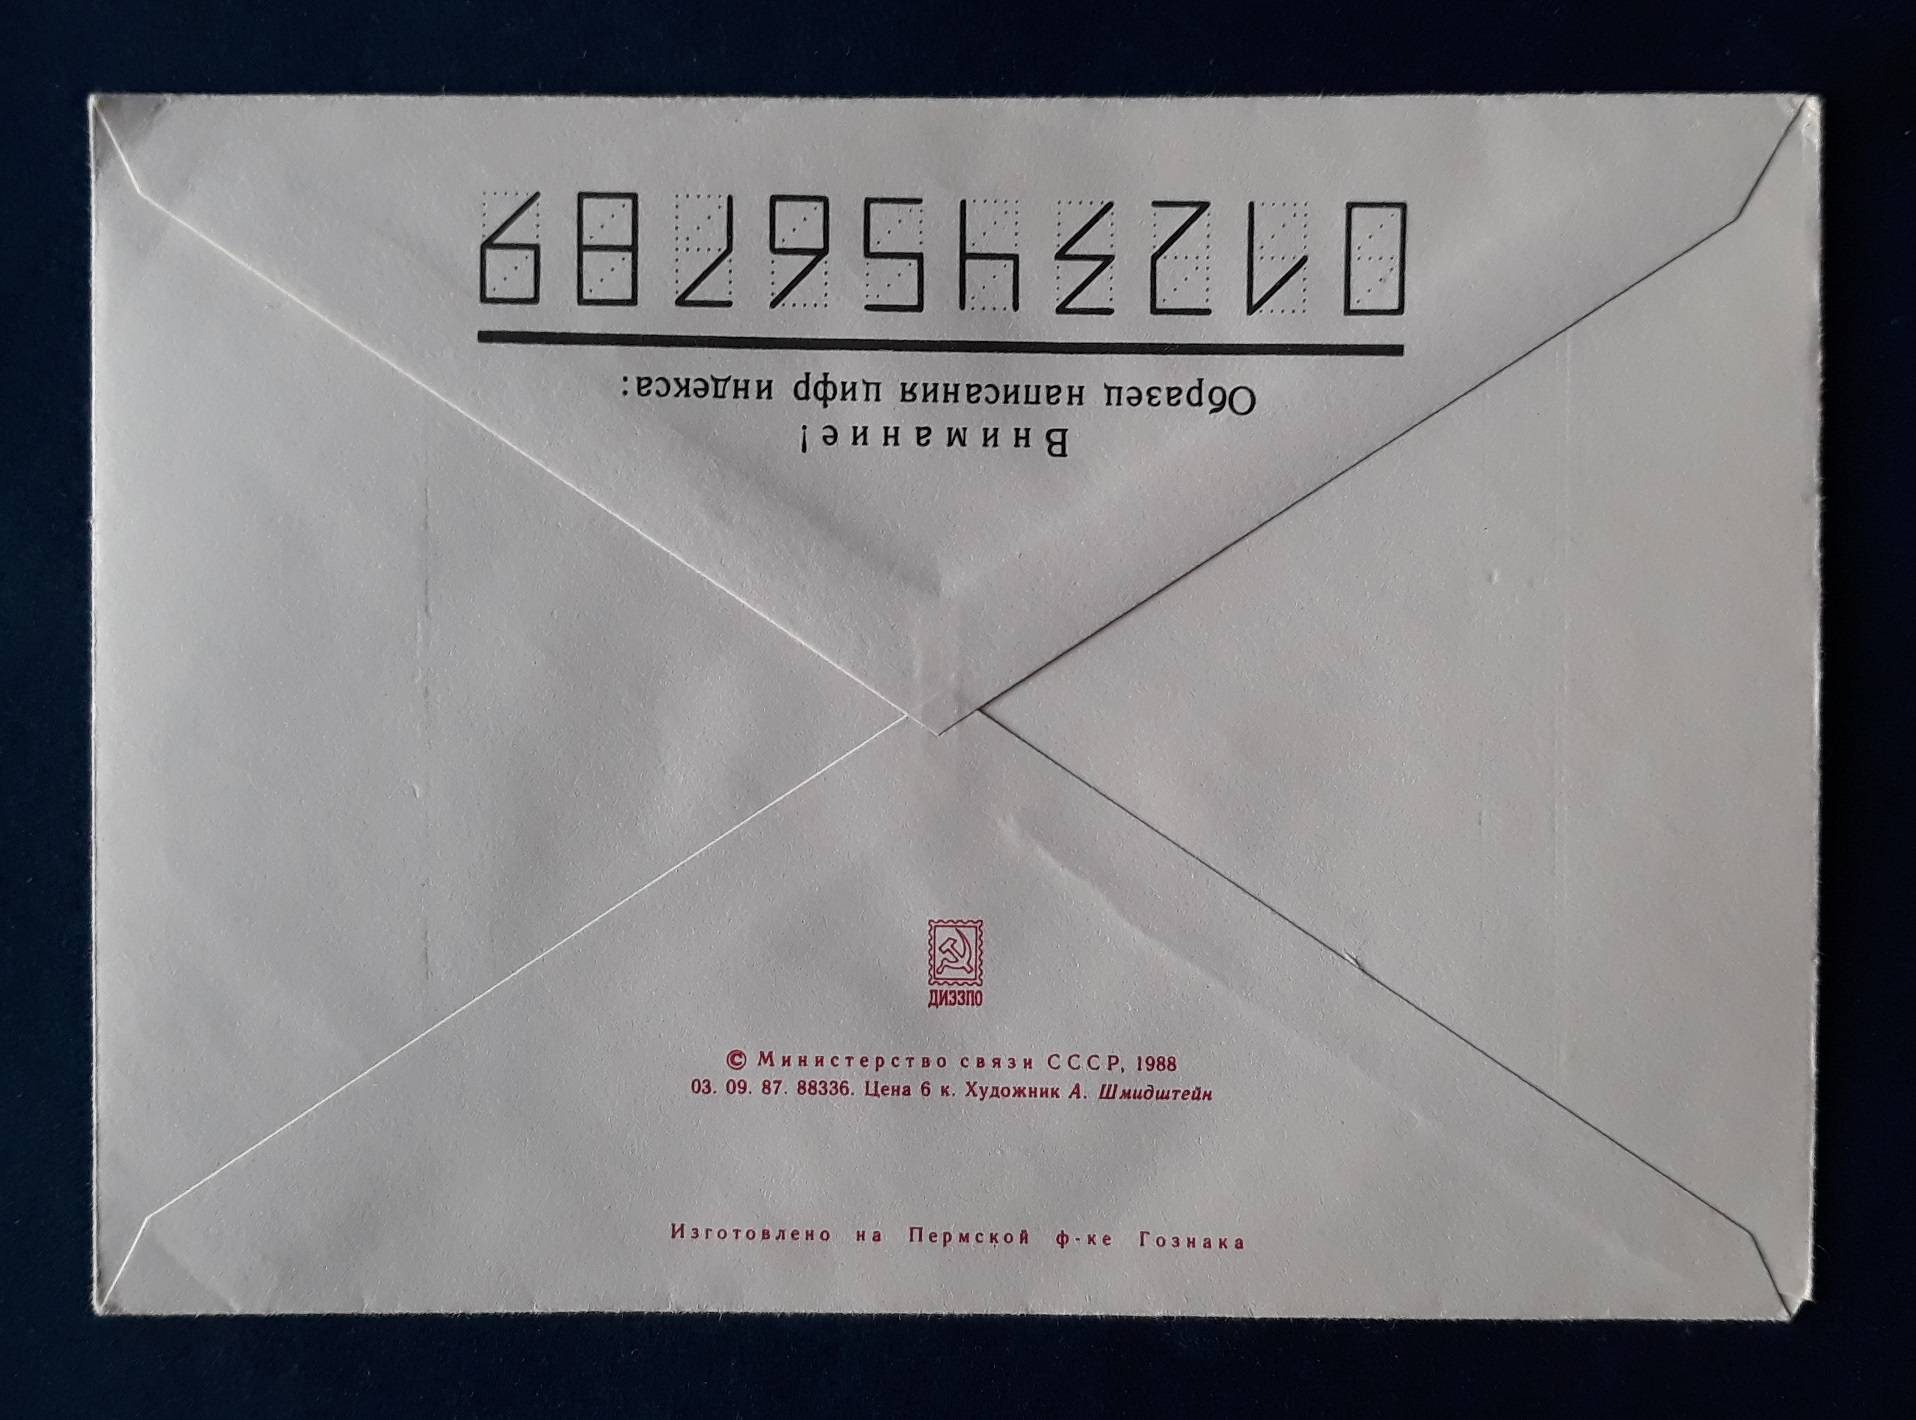 Внимание!
Образец написания цифр индекса:
0123456789
ДИЭЗПО
© Министерство связи СССР, 1988
03. 09. 87. 88336. Цена 6 к. Художник А. Шмидштейн
Изготовлено на Пермской ф-ке Гознака